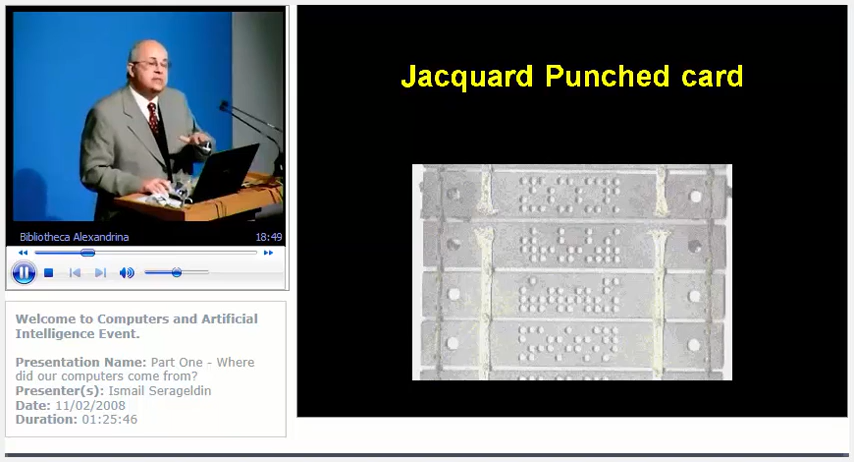 Jacquard Punched card
Bibliotheca Alexandrina 18:49
Welcome to Computers and Artificial
Intelligence Event.
Presentation Name: Part One - Where
did our computers come from?
Presenter(s): Ismail Serageldin
Date: 11/02/2008
Duration: 01:25:46